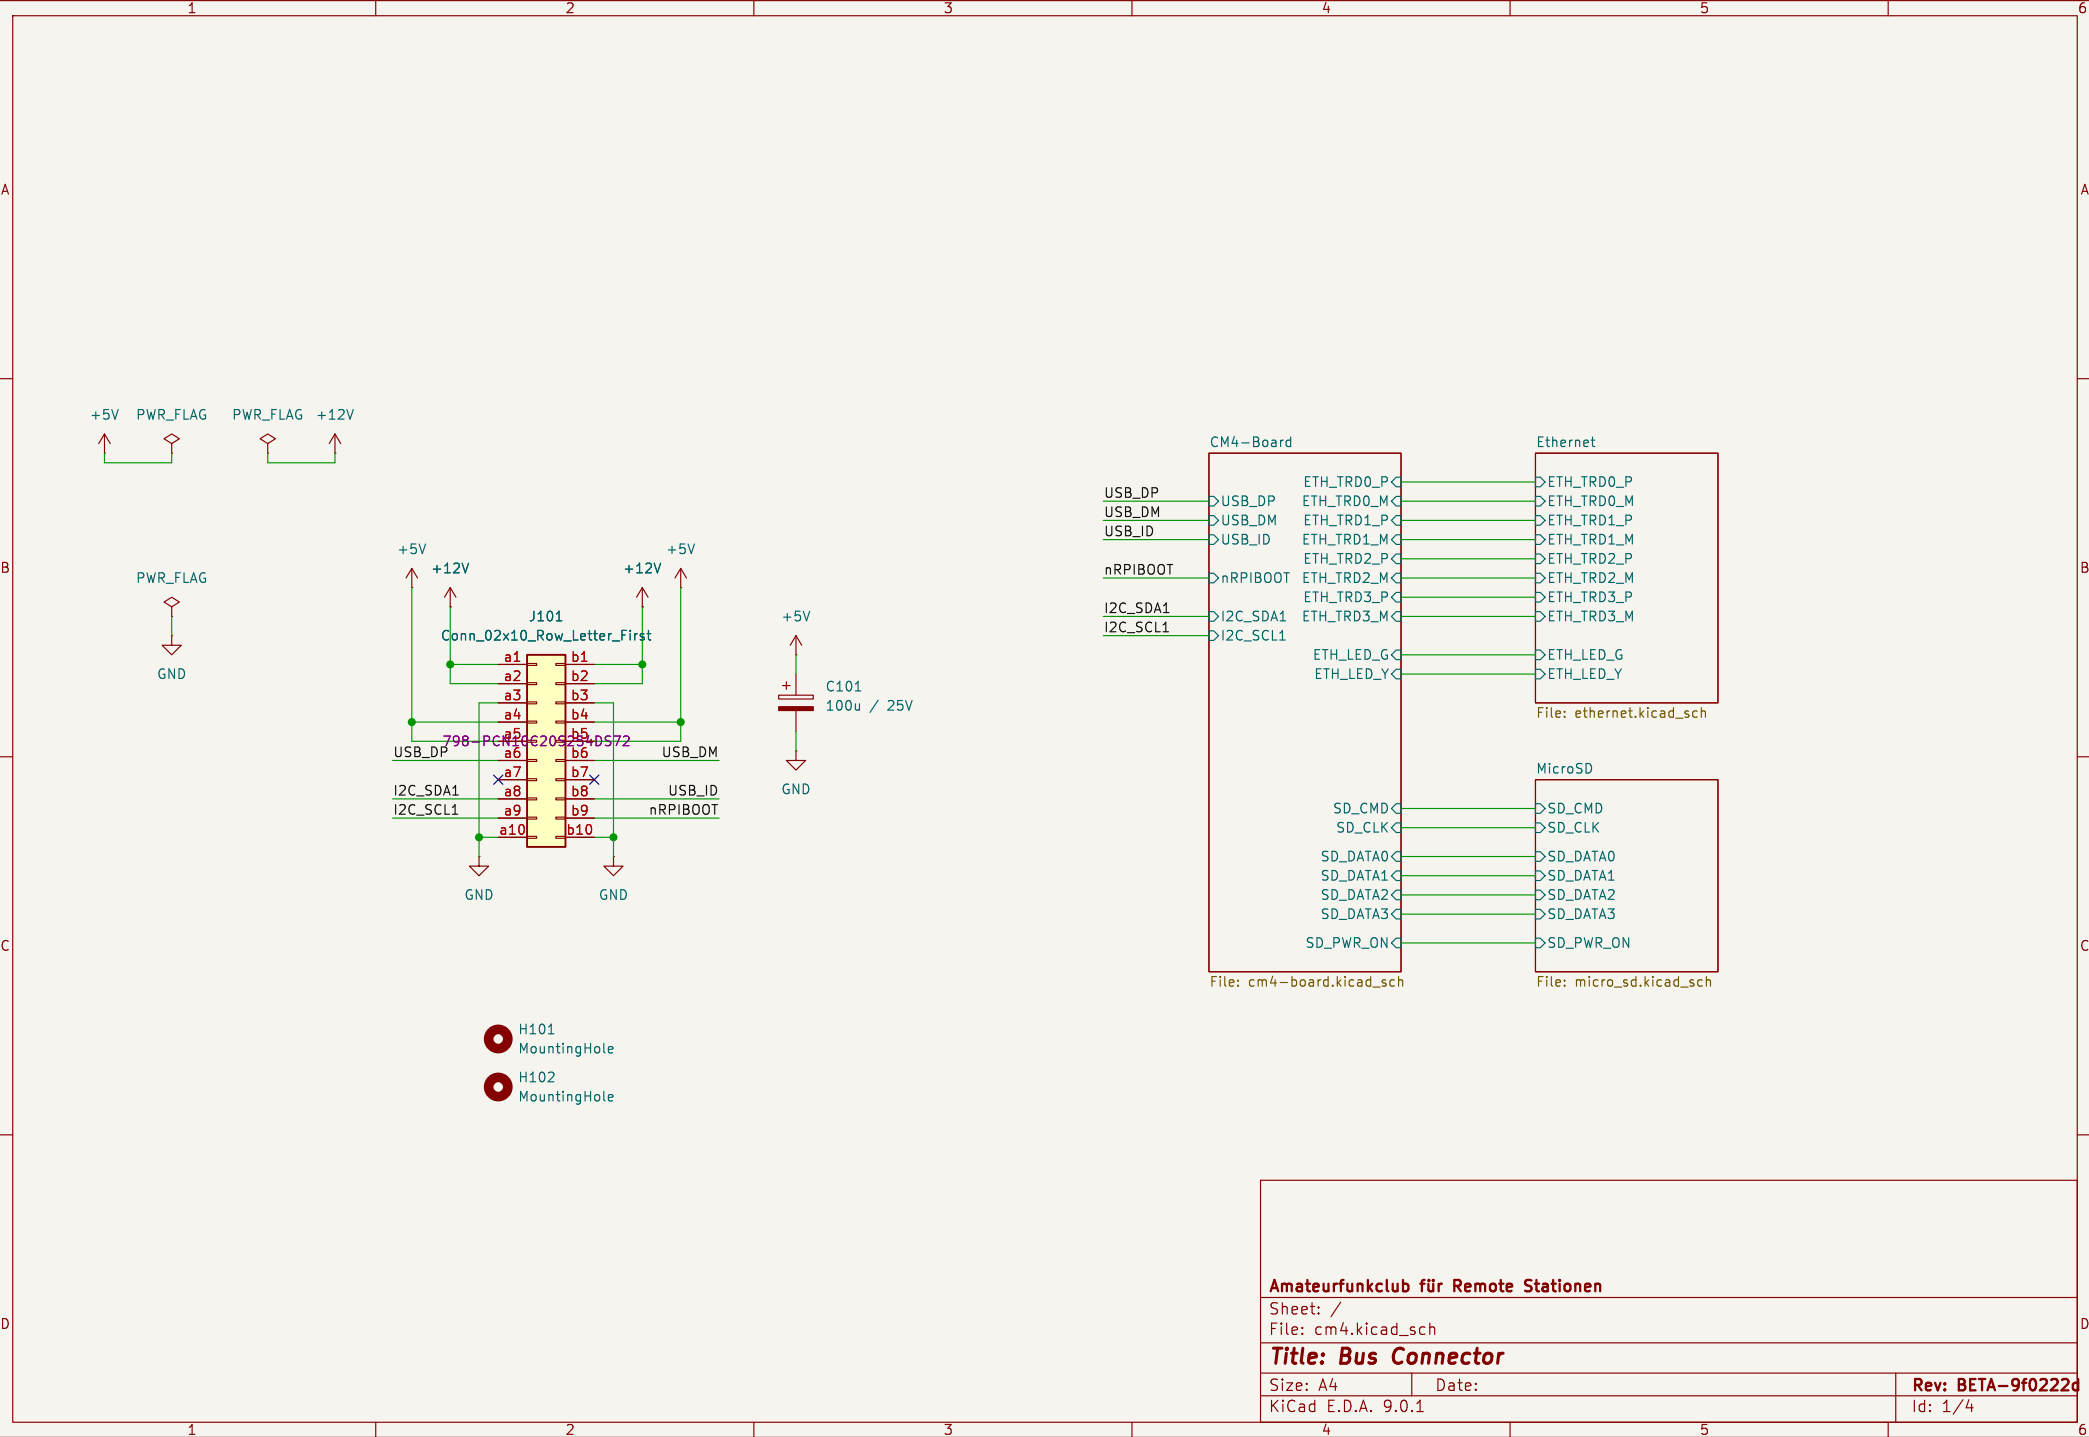 1 2 3 4 5 6
A A
B B
C C
D D
+5V PWR_FLAG PWR_FLAG +12V
PWR_FLAG
GND
+5V +5V
+12V +12V
J101
Conn_02x10_Row_Letter_First
a1 b1
a2 b2
a3 b3
a4 b4
a5 b5
798-PCN10C20S254DS72
USB_DP a6 b6 USB_DM
a7 b7
I2C_SDA1 a8 b8 USB_ID
I2C_SCL1 a9 b9 nRPIBOOT
a10 b10
GND GND
+5V
+
C101
100u / 25V
GND
H101
MountingHole
H102
MountingHole
CM4-Board
USB_DP
USB_DM
USB_ID
nRPIBOOT
I2C_SDA1
I2C_SCL1
USB_DP
USB_DM
USB_ID
nRPIBOOT
I2C_SDA1
I2C_SCL1
ETH_TRD0_P
ETH_TRD0_M
ETH_TRD1_P
ETH_TRD1_M
ETH_TRD2_P
ETH_TRD2_M
ETH_TRD3_P
ETH_TRD3_M
ETH_LED_G
ETH_LED_Y
SD_CMD
SD_CLK
SD_DATA0
SD_DATA1
SD_DATA2
SD_DATA3
SD_PWR_ON
File: cm4-board.kicad_sch
Ethernet
ETH_TRD0_P
ETH_TRD0_M
ETH_TRD1_P
ETH_TRD1_M
ETH_TRD2_P
ETH_TRD2_M
ETH_TRD3_P
ETH_TRD3_M
ETH_LED_G
ETH_LED_Y
File: ethernet.kicad_sch
MicroSD
SD_CMD
SD_CLK
SD_DATA0
SD_DATA1
SD_DATA2
SD_DATA3
SD_PWR_ON
File: micro_sd.kicad_sch
Amateurfunkclub für Remote Stationen
Sheet: /
File: cm4.kicad_sch
Title: Bus Connector
Size: A4 Date: Rev: BETA-9f0222d
KiCad E.D.A. 9.0.1 Id: 1/4
1 2 3 4 5 6